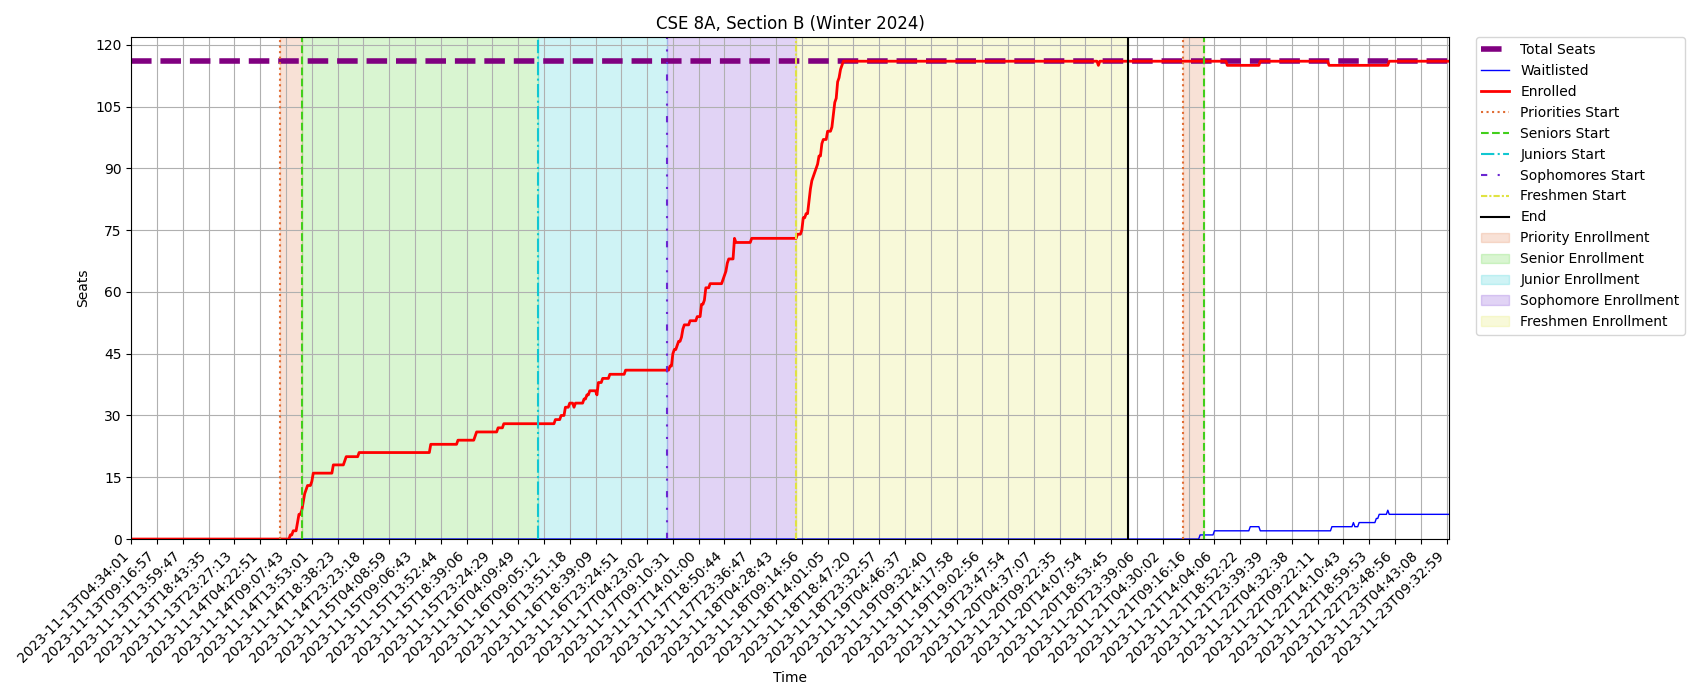 CSE 8A, Section B (Winter 2024)
Seats
120
105
90
75
60
45
30
15
0
2023-11-13T04:34:01
2023-11-13T09:16:57
2023-11-13T13:59:47
2023-11-13T18:43:35
2023-11-13T23:27:13
2023-11-14T04:22:51
2023-11-14T09:07:43
2023-11-14T13:53:01
2023-11-14T18:38:23
2023-11-14T23:23:18
2023-11-15T04:08:59
2023-11-15T09:06:43
2023-11-15T13:52:44
2023-11-15T18:39:06
2023-11-15T23:24:29
2023-11-16T04:09:49
2023-11-16T09:05:12
2023-11-16T13:51:18
2023-11-16T18:39:09
2023-11-16T23:24:51
2023-11-17T04:23:02
2023-11-17T09:10:31
2023-11-17T14:01:00
2023-11-17T18:50:44
2023-11-17T23:36:47
2023-11-18T04:28:43
2023-11-18T09:14:56
2023-11-18T14:01:05
2023-11-18T18:47:20
2023-11-18T23:32:57
2023-11-19T04:46:37
2023-11-19T09:32:40
2023-11-19T14:17:58
2023-11-19T19:02:56
2023-11-19T23:47:54
2023-11-20T04:37:07
2023-11-20T09:22:35
2023-11-20T14:07:54
2023-11-20T18:53:45
2023-11-20T23:39:06
2023-11-21T04:30:02
2023-11-21T09:16:16
2023-11-21T14:04:06
2023-11-21T18:52:22
2023-11-21T23:39:39
2023-11-22T04:32:38
2023-11-22T09:22:11
2023-11-22T14:10:43
2023-11-22T18:59:53
2023-11-22T23:48:56
2023-11-23T04:43:08
2023-11-23T09:32:59
Time
Total Seats
Waitlisted
Enrolled
Priorities Start
Seniors Start
Juniors Start
Sophomores Start
Freshmen Start
End
Priority Enrollment
Senior Enrollment
Junior Enrollment
Sophomore Enrollment
Freshmen Enrollment